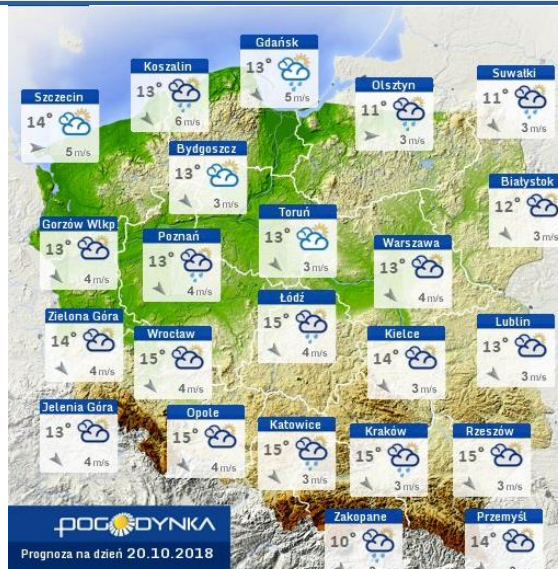 Gdańsk
13°
5 m/s
Koszalin
13°
6 m/s
Suwałki
11°
3 m/s
Olsztyn
11°
3 m/s
Szczecin
14°
5 m/s
Bydgoszcz
13°
3 m/s
Białystok
12°
3 m/s
Toruń
13°
3 m/s
Gorzów Wlkp.
13°
4 m/s
Poznań
13°
4 m/s
Warszawa
13°
4 m/s
Łódź
15°
4 m/s
Zielona Góra
14°
4 m/s
Wrocław
15°
4 m/s
Kielce
14°
3 m/s
Lublin
13°
3 m/s
Jelenia Góra
13°
4 m/s
Opole
15°
4 m/s
Katowice
15°
3 m/s
Kraków
15°
3 m/s
Rzeszów
15°
3 m/s
Zakopane
10°
Przemyśl
14°
POGODYNKA
Prognoza na dzień 20.10.2018